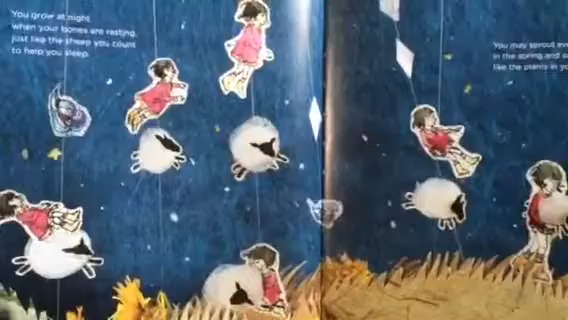 You grow at night
when your bones are resting,
just like the sheep you count
to help you sleep.
You may sprout
in the spring and
like the plants in